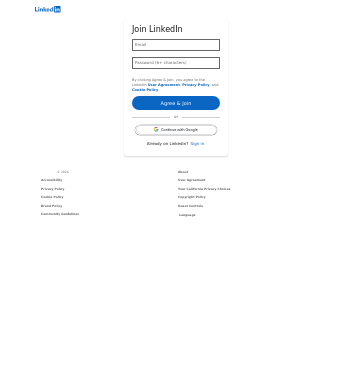 LinkedIn
Join LinkedIn
Email
Password (6+ characters)
By clicking Agree & Join, you agree to the
LinkedIn User Agreement, Privacy Policy, and
Cookie Policy.
Agree & Join
or
Continue with Google
Already on LinkedIn? Sign in
About
Accessibility
User Agreement
Privacy Policy
Your California Privacy Choices
Cookie Policy
Copyright Policy
Brand Policy
Guest Controls
Community Guidelines
Language